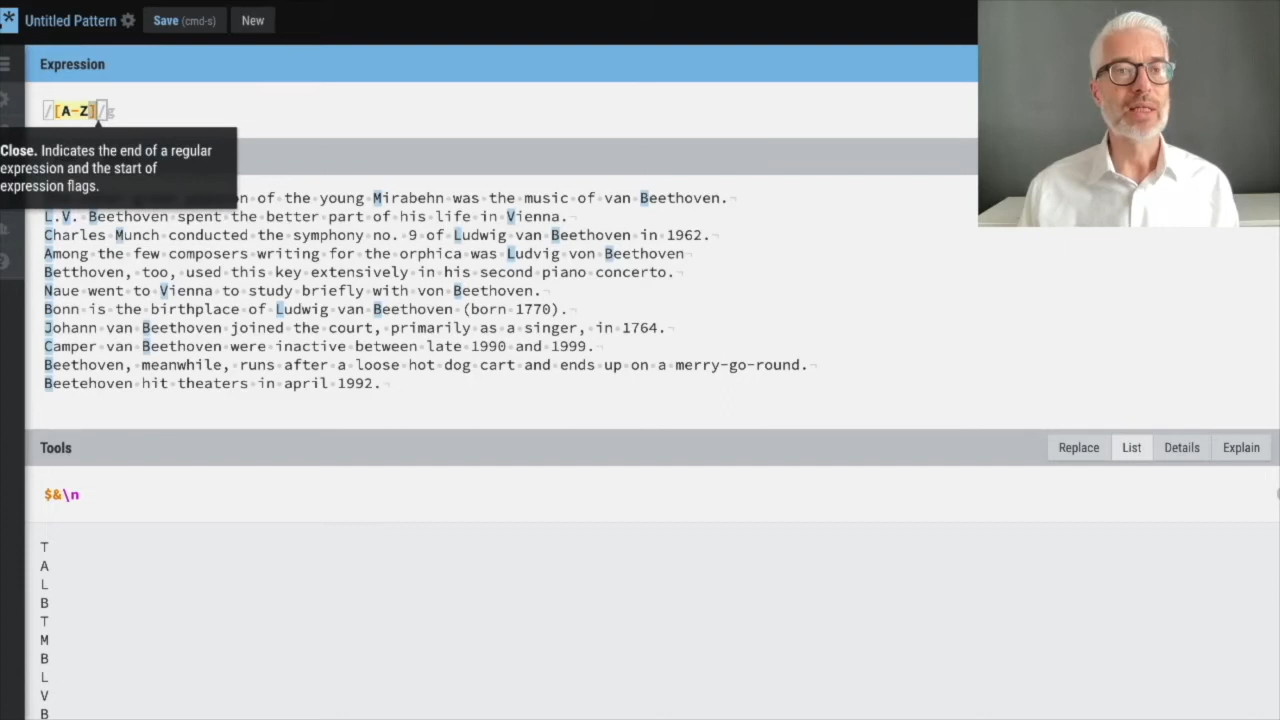 Untitled Pattern Save (cmd-s) New
Expression
/[A-Z]/g
Close. Indicates the end of a regular
expression and the start of
expression flags.
of the young Mirabehn was the music of van Beethoven.
L.V. Beethoven spent the better part of his life in Vienna.
Charles Munch conducted the symphony no. 9 of Ludwig van Beethoven in 1962.
Among the few composers writing for the orphica was Ludvig von Beethoven
Betthoven, too, used this key extensively in his second piano concerto.
Naue went to Vienna to study briefly with von Beethoven.
Bonn is the birthplace of Ludwig van Beethoven (born 1770).
Johann van Beethoven joined the court, primarily as a singer, in 1764.
Camper van Beethoven were inactive between late 1990 and 1999.
Beethoven, meanwhile, runs after a loose hot dog cart and ends up on a merry-go-round.
Beetehoven hit theaters in april 1992.
Tools Replace List Details Explain
$&\n
T
A
L
B
T
M
B
L
V
B